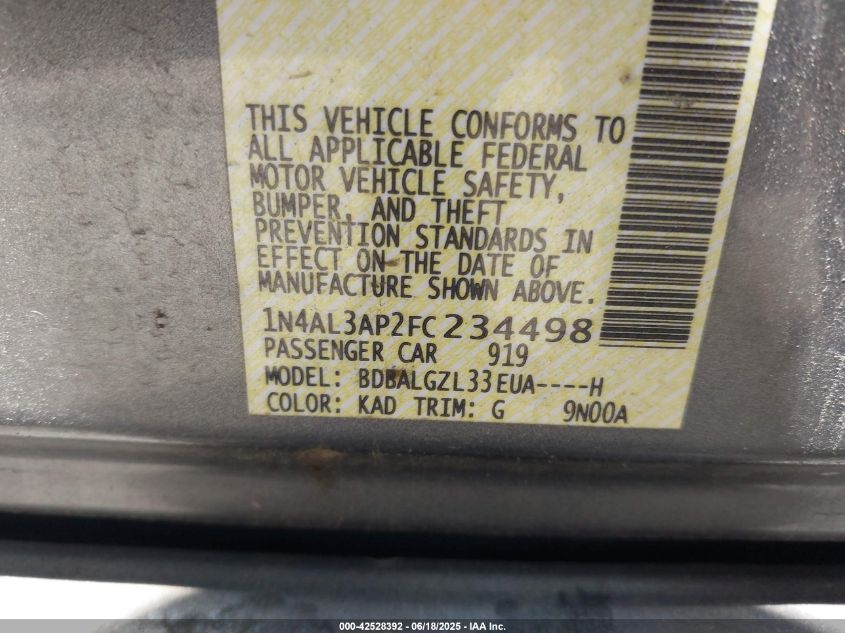 THIS VEHICLE CONFORMS TO
ALL APPLICABLE FEDERAL
MOTOR VEHICLE SAFETY,
BUMPER, AND THEFT
PREVENTION STANDARDS IN
EFFECT ON THE DATE OF
MANUFACTURE SHOWN ABOVE.
1N4AL3AP2FC234498
PASSENGER CAR 919
MODEL: BDBALGZL33EUA----H
COLOR: KAD TRIM: G 9N00A
000-42528392 - 06/18/2025 - IAA Inc.